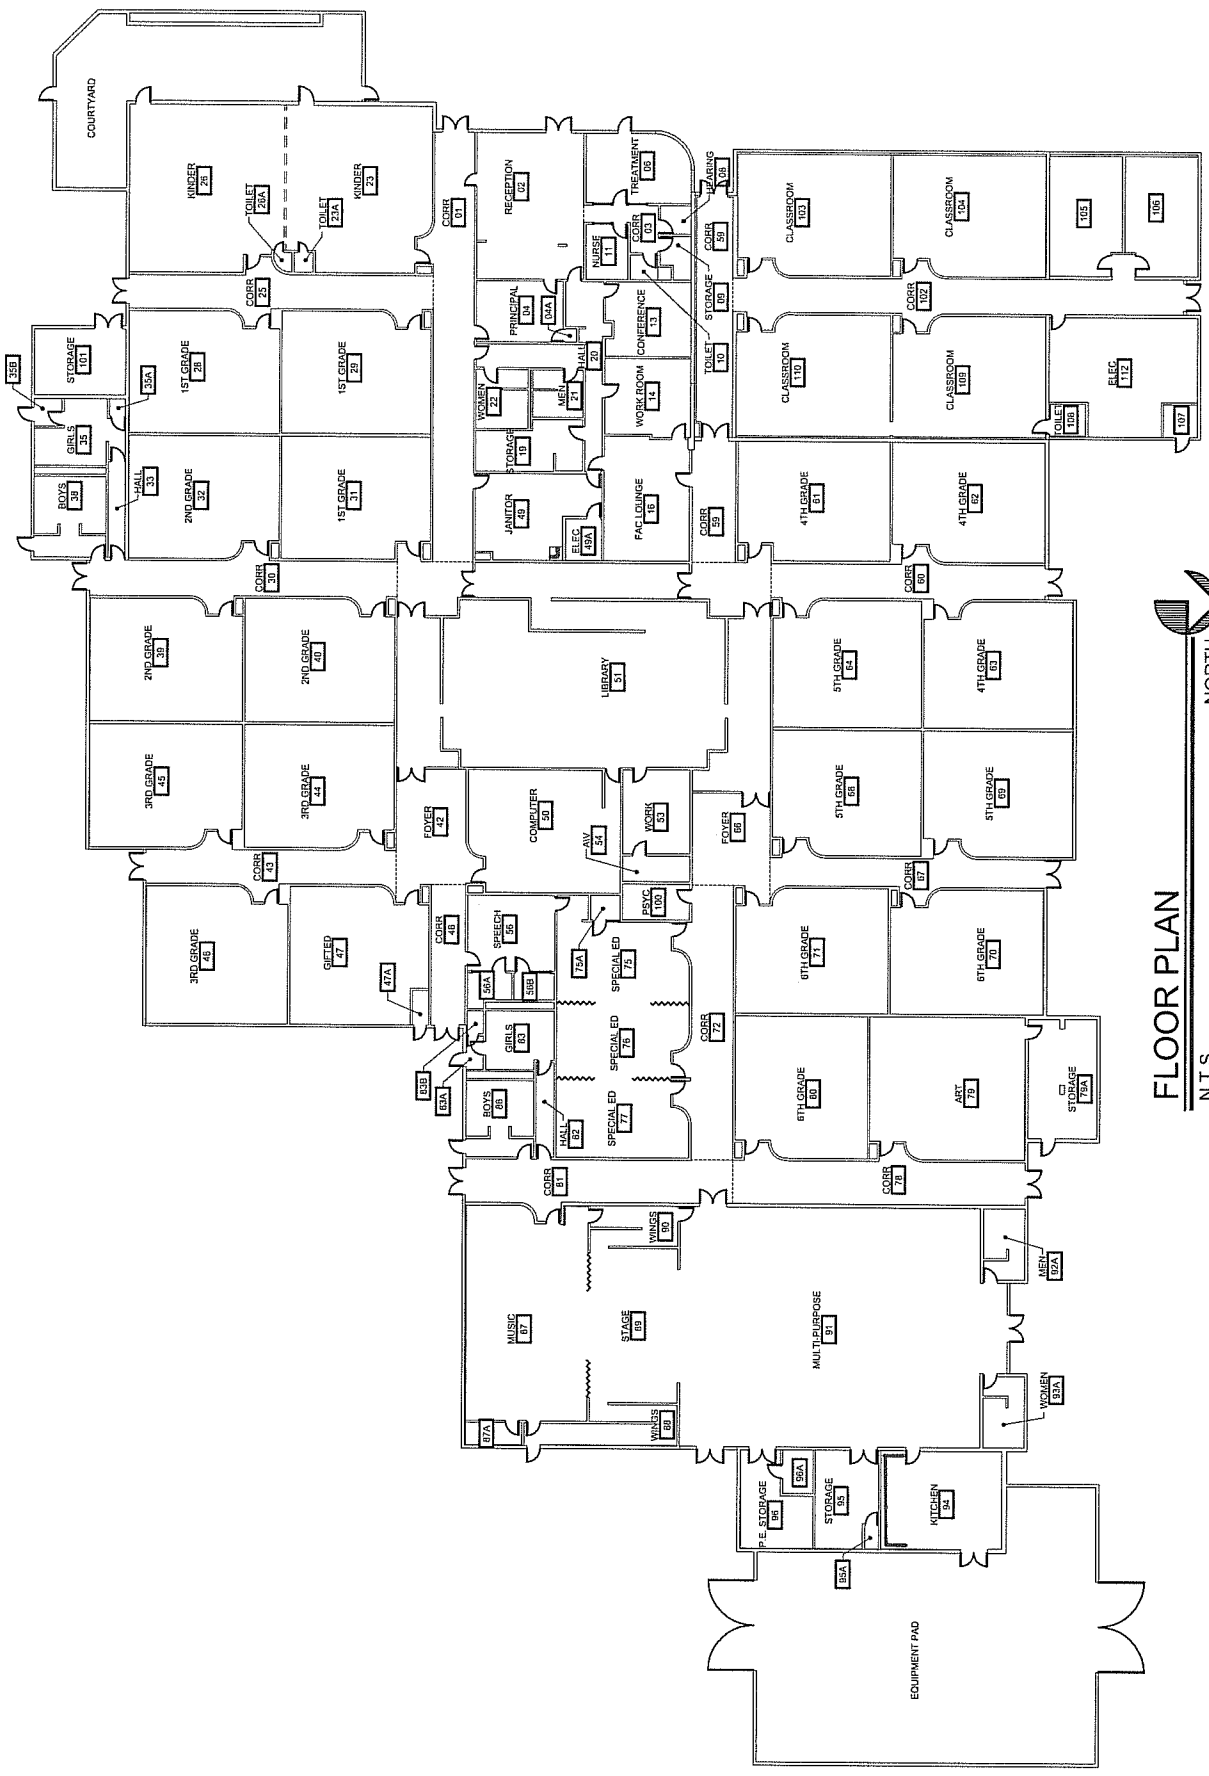 COURTYARD
KINDER
26
TOILET
26A
TOILET
23A
KINDER
23
CORR
25
CORR
01
RECEPTION
02
TREATMENT
06
HEARING
08
NURSE
11
CORR
03
STORAGE
09
TOILET
10
CORR
59
PRINCIPAL
04
04A
CONFERENCE
13
HALL
20
WORK ROOM
14
WOMEN
22
MEN
21
STORAGE
19
JANITOR
49
ELEC
49A
FAC LOUNGE
16
CORR
59
CLASSROOM
103
CLASSROOM
104
105
106
CORR
102
CLASSROOM
110
CLASSROOM
109
TOILET
108
ELEC
112
107
35B
STORAGE
101
35A
GIRLS
35
BOYS
38
HALL
33
1ST GRADE
28
1ST GRADE
29
2ND GRADE
32
1ST GRADE
31
CORR
30
4TH GRADE
61
4TH GRADE
62
CORR
60
2ND GRADE
39
2ND GRADE
40
3RD GRADE
45
3RD GRADE
44
LIBRARY
51
5TH GRADE
64
4TH GRADE
63
5TH GRADE
68
5TH GRADE
69
FOYER
42
COMPUTER
50
WORK
53
A\V
54
FOYER
66
CORR
43
CORR
67
3RD GRADE
46
GIFTED
47
47A
CORR
48
SPEECH
56
56A
56B
PSYC
100
75A
SPECIAL ED
75
SPECIAL ED
76
SPECIAL ED
77
CORR
72
6TH GRADE
71
6TH GRADE
70
6TH GRADE
80
ART
79
STORAGE
79A
GIRLS
83
83B
BOYS
86
HALL
82
CORR
81
CORR
78
MUSIC
87
87A
STAGE
89
WINGS
90
WINGS
88
MULTI-PURPOSE
91
MEN
92A
WOMEN
93A
P.E. STORAGE
96
96A
STORAGE
95
95A
KITCHEN
94
EQUIPMENT PAD
FLOOR PLAN
N.T.S.
NORTH